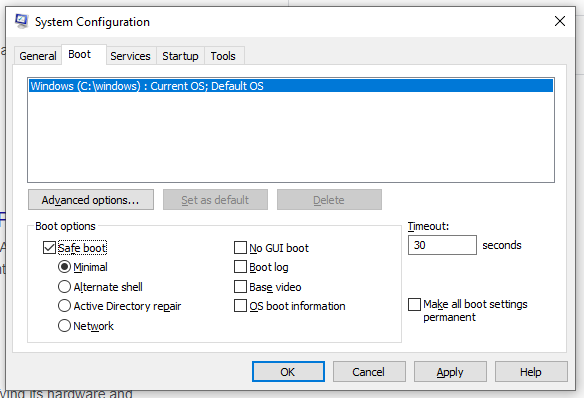 System Configuration
General Boot Services Startup Tools
Windows (C:\windows) : Current OS; Default OS
Advanced options... Set as default Delete
Boot options
Timeout:
Safe boot No GUI boot 30 seconds
Minimal Boot log
Alternate shell Base video
Active Directory repair OS boot information Make all boot settings
permanent
Network
OK Cancel Apply Help
ying its hardware and